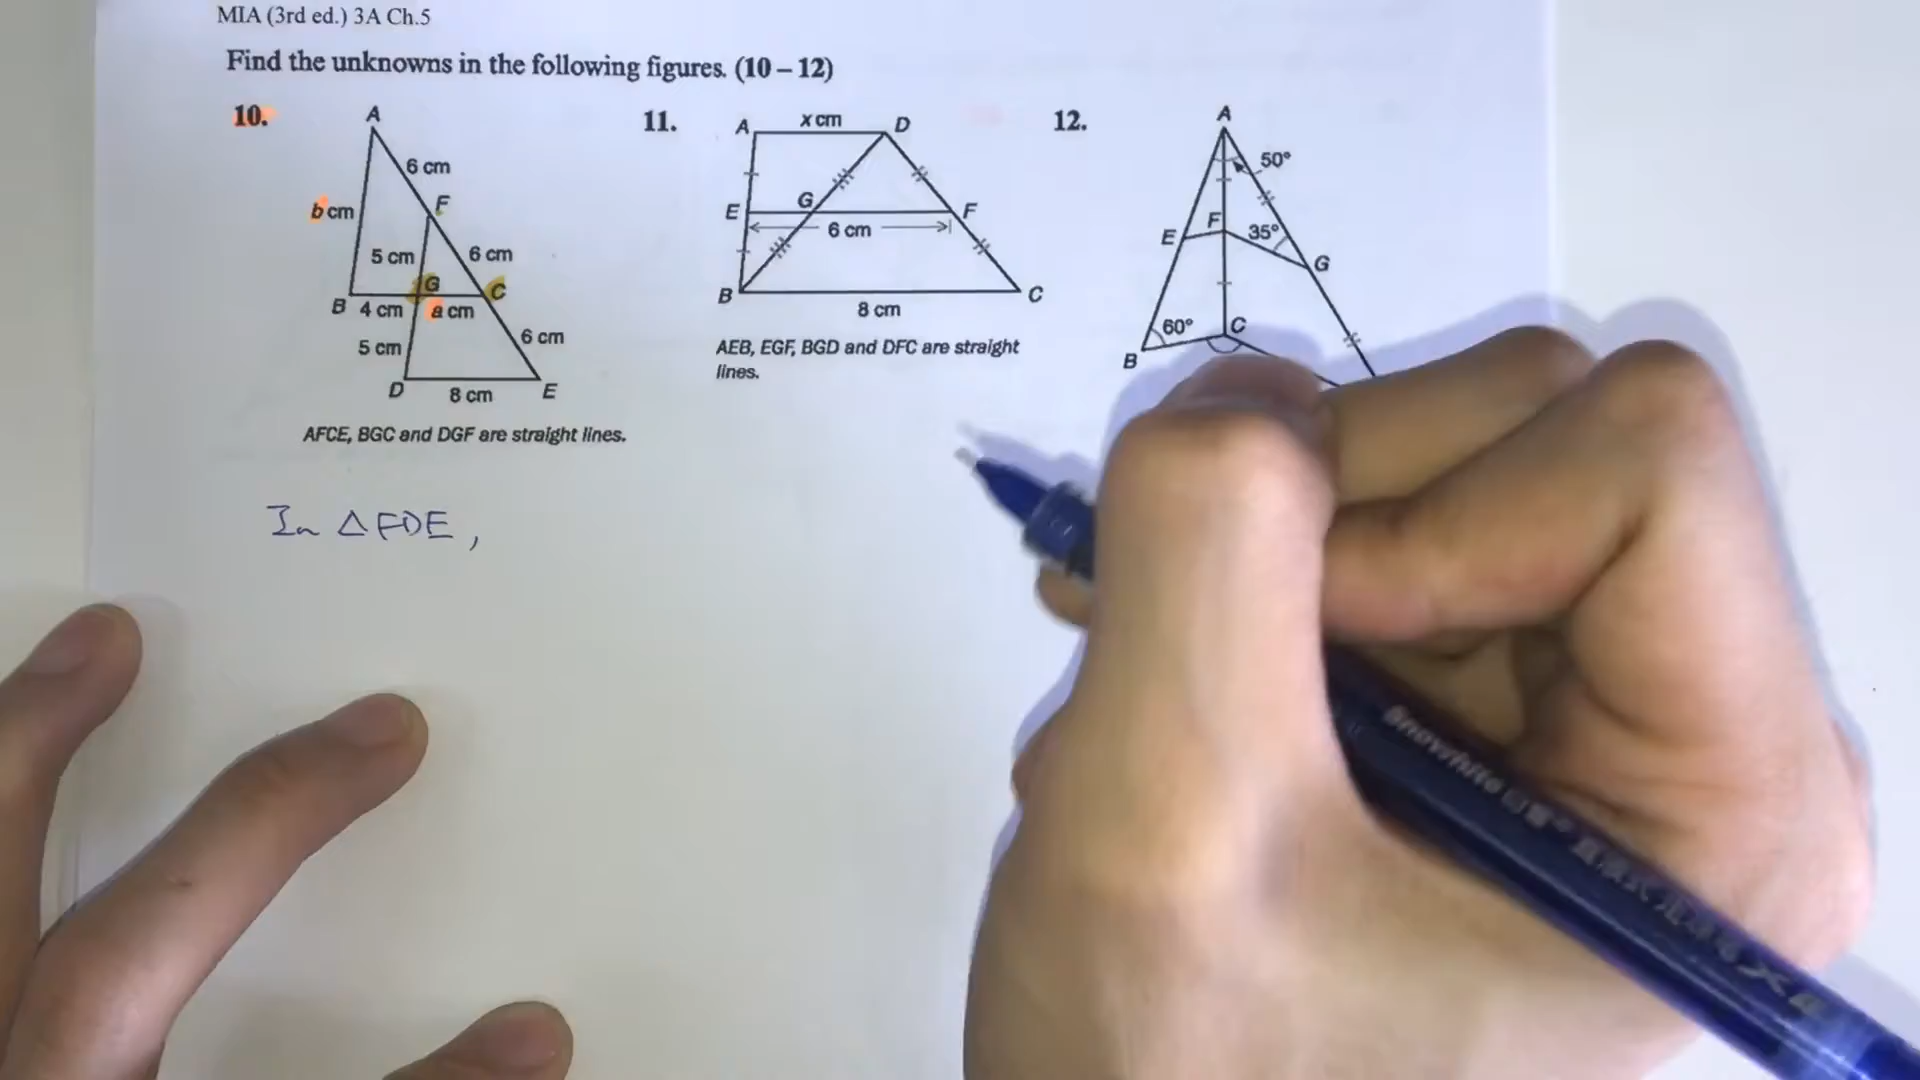 MIA (3rd ed.) 3A Ch.5
Find the unknowns in the following figures. (10 – 12)
10.
A
6 cm
b cm
F
5 cm
6 cm
G
C
B
4 cm
a cm
5 cm
6 cm
D
8 cm
E
AFCE, BGC and DGF are straight lines.
11.
A
x cm
D
E
G
F
6 cm
B
C
8 cm
AEB, EGF, BGD and DFC are straight
lines.
12.
A
50°
E
F
35°
G
60°
C
B
In △FDE,
Snowhite